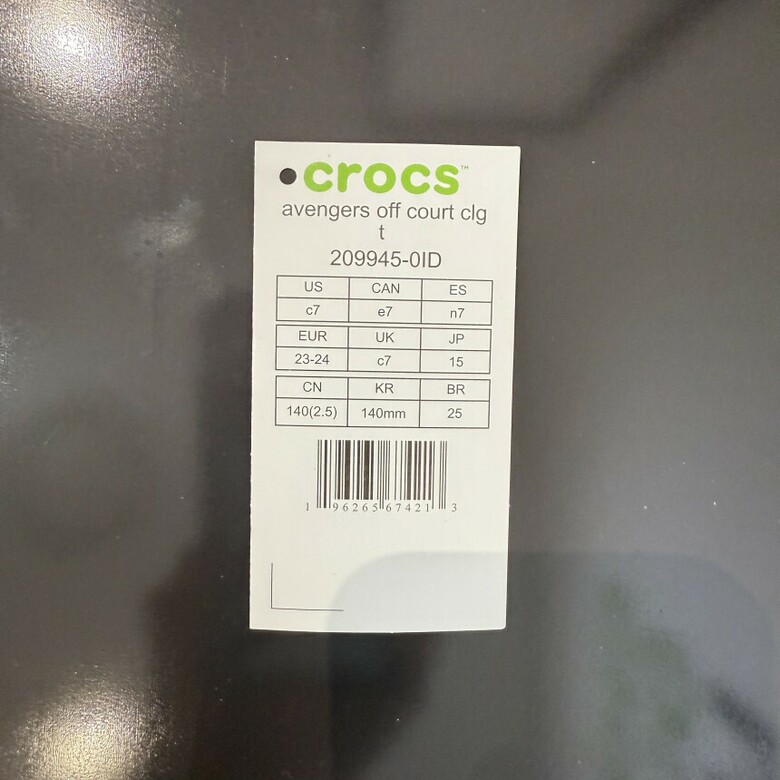 crocs™
avengers off court clg
t
209945-0ID
US CAN ES
c7 e7 n7
EUR UK JP
23-24 c7 15
CN KR BR
140(2.5) 140mm 25
1 96265 67421 3